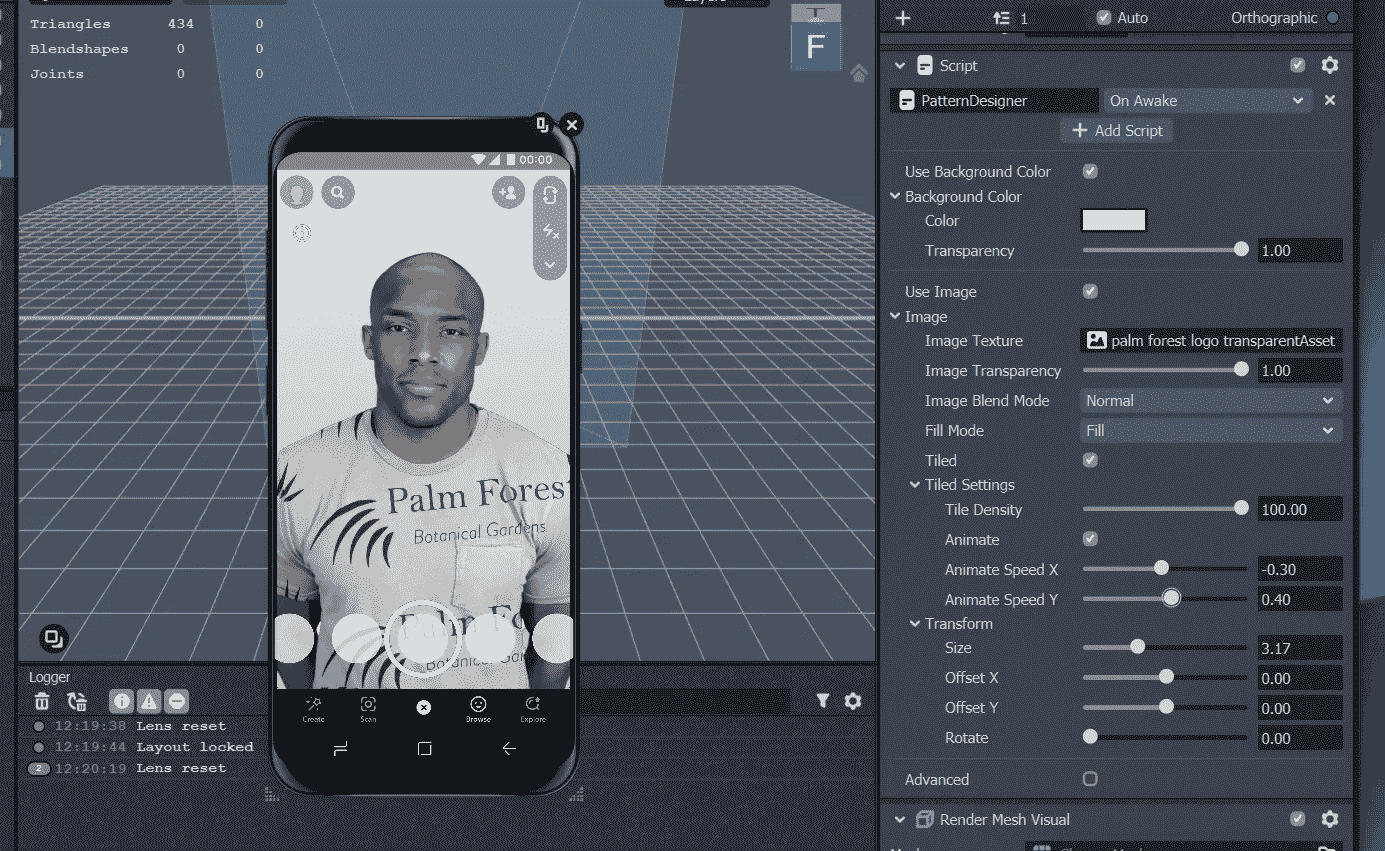 Triangles 434 0
Blendshapes 0 0
Joints 0 0
F
00:00
Palm Forest
Botanical Gardens
Create
Scan
Browse
Explore
Logger
12:19:38 Lens reset
12:19:44 Layout locked
2 12:20:19 Lens reset
1
Auto
Orthographic
Script
PatternDesigner
On Awake
+ Add Script
Use Background Color
Background Color
Color
Transparency 1.00
Use Image
Image
Image Texture palm forest logo transparentAsset
Image Transparency 1.00
Image Blend Mode Normal
Fill Mode Fill
Tiled
Tiled Settings
Tile Density 100.00
Animate
Animate Speed X -0.30
Animate Speed Y 0.40
Transform
Size 3.17
Offset X 0.00
Offset Y 0.00
Rotate 0.00
Advanced
Render Mesh Visual